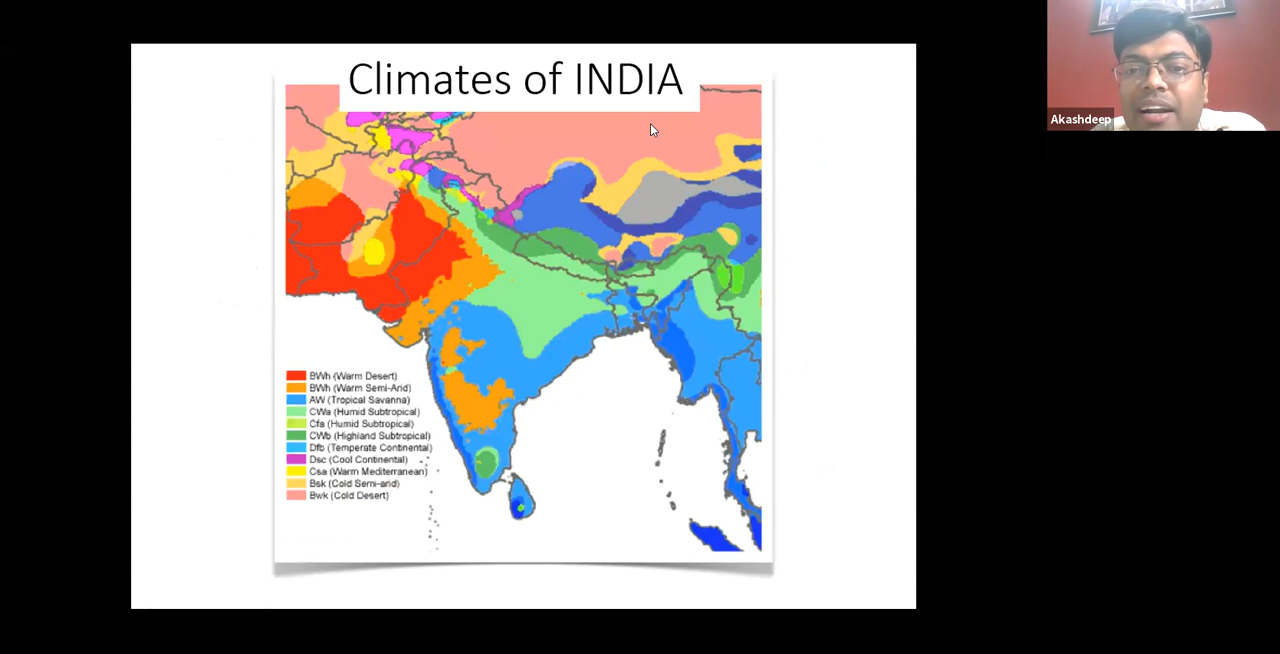 Climates of INDIA
Akashdeep
BWh (Warm Desert)
BWh (Warm Semi-Arid)
AW (Tropical Savanna)
CWa (Humid Subtropical)
Cfa (Humid Subtropical)
CWb (Highland Subtropical)
Dfb (Temperate Continental)
Dsc (Cool Continental)
Csa (Warm Mediterranean)
Bsk (Cold Semi-arid)
Bwk (Cold Desert)